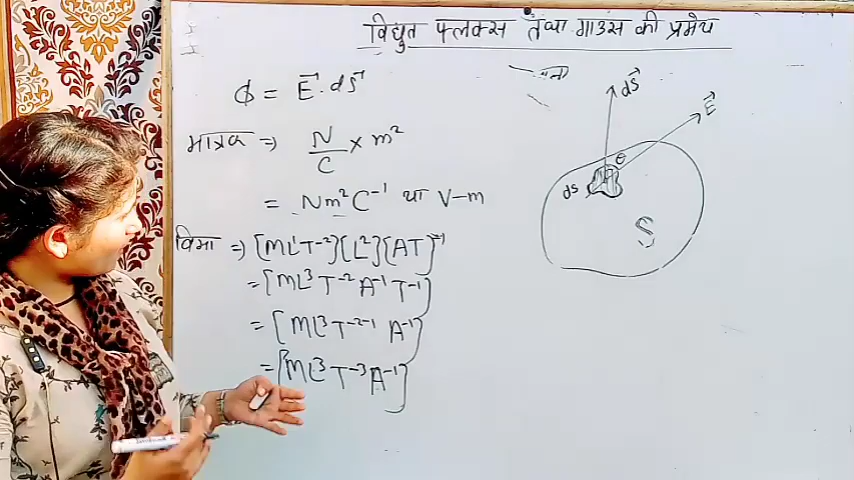 विद्युत फ्लक्स तथा गाउस की प्रमेय
ϕ = E⃗ . dS⃗
मात्रक ⇒ N/C × m²
= Nm²C⁻¹ या V-m
विमा ⇒ [ML¹T⁻²][L²][AT]⁻¹
= [ML³T⁻²A⁻¹T⁻¹]
= [ML³T⁻²⁻¹A⁻¹]
= [ML³T⁻³A⁻¹]
dS⃗
E⃗
θ
ds
S